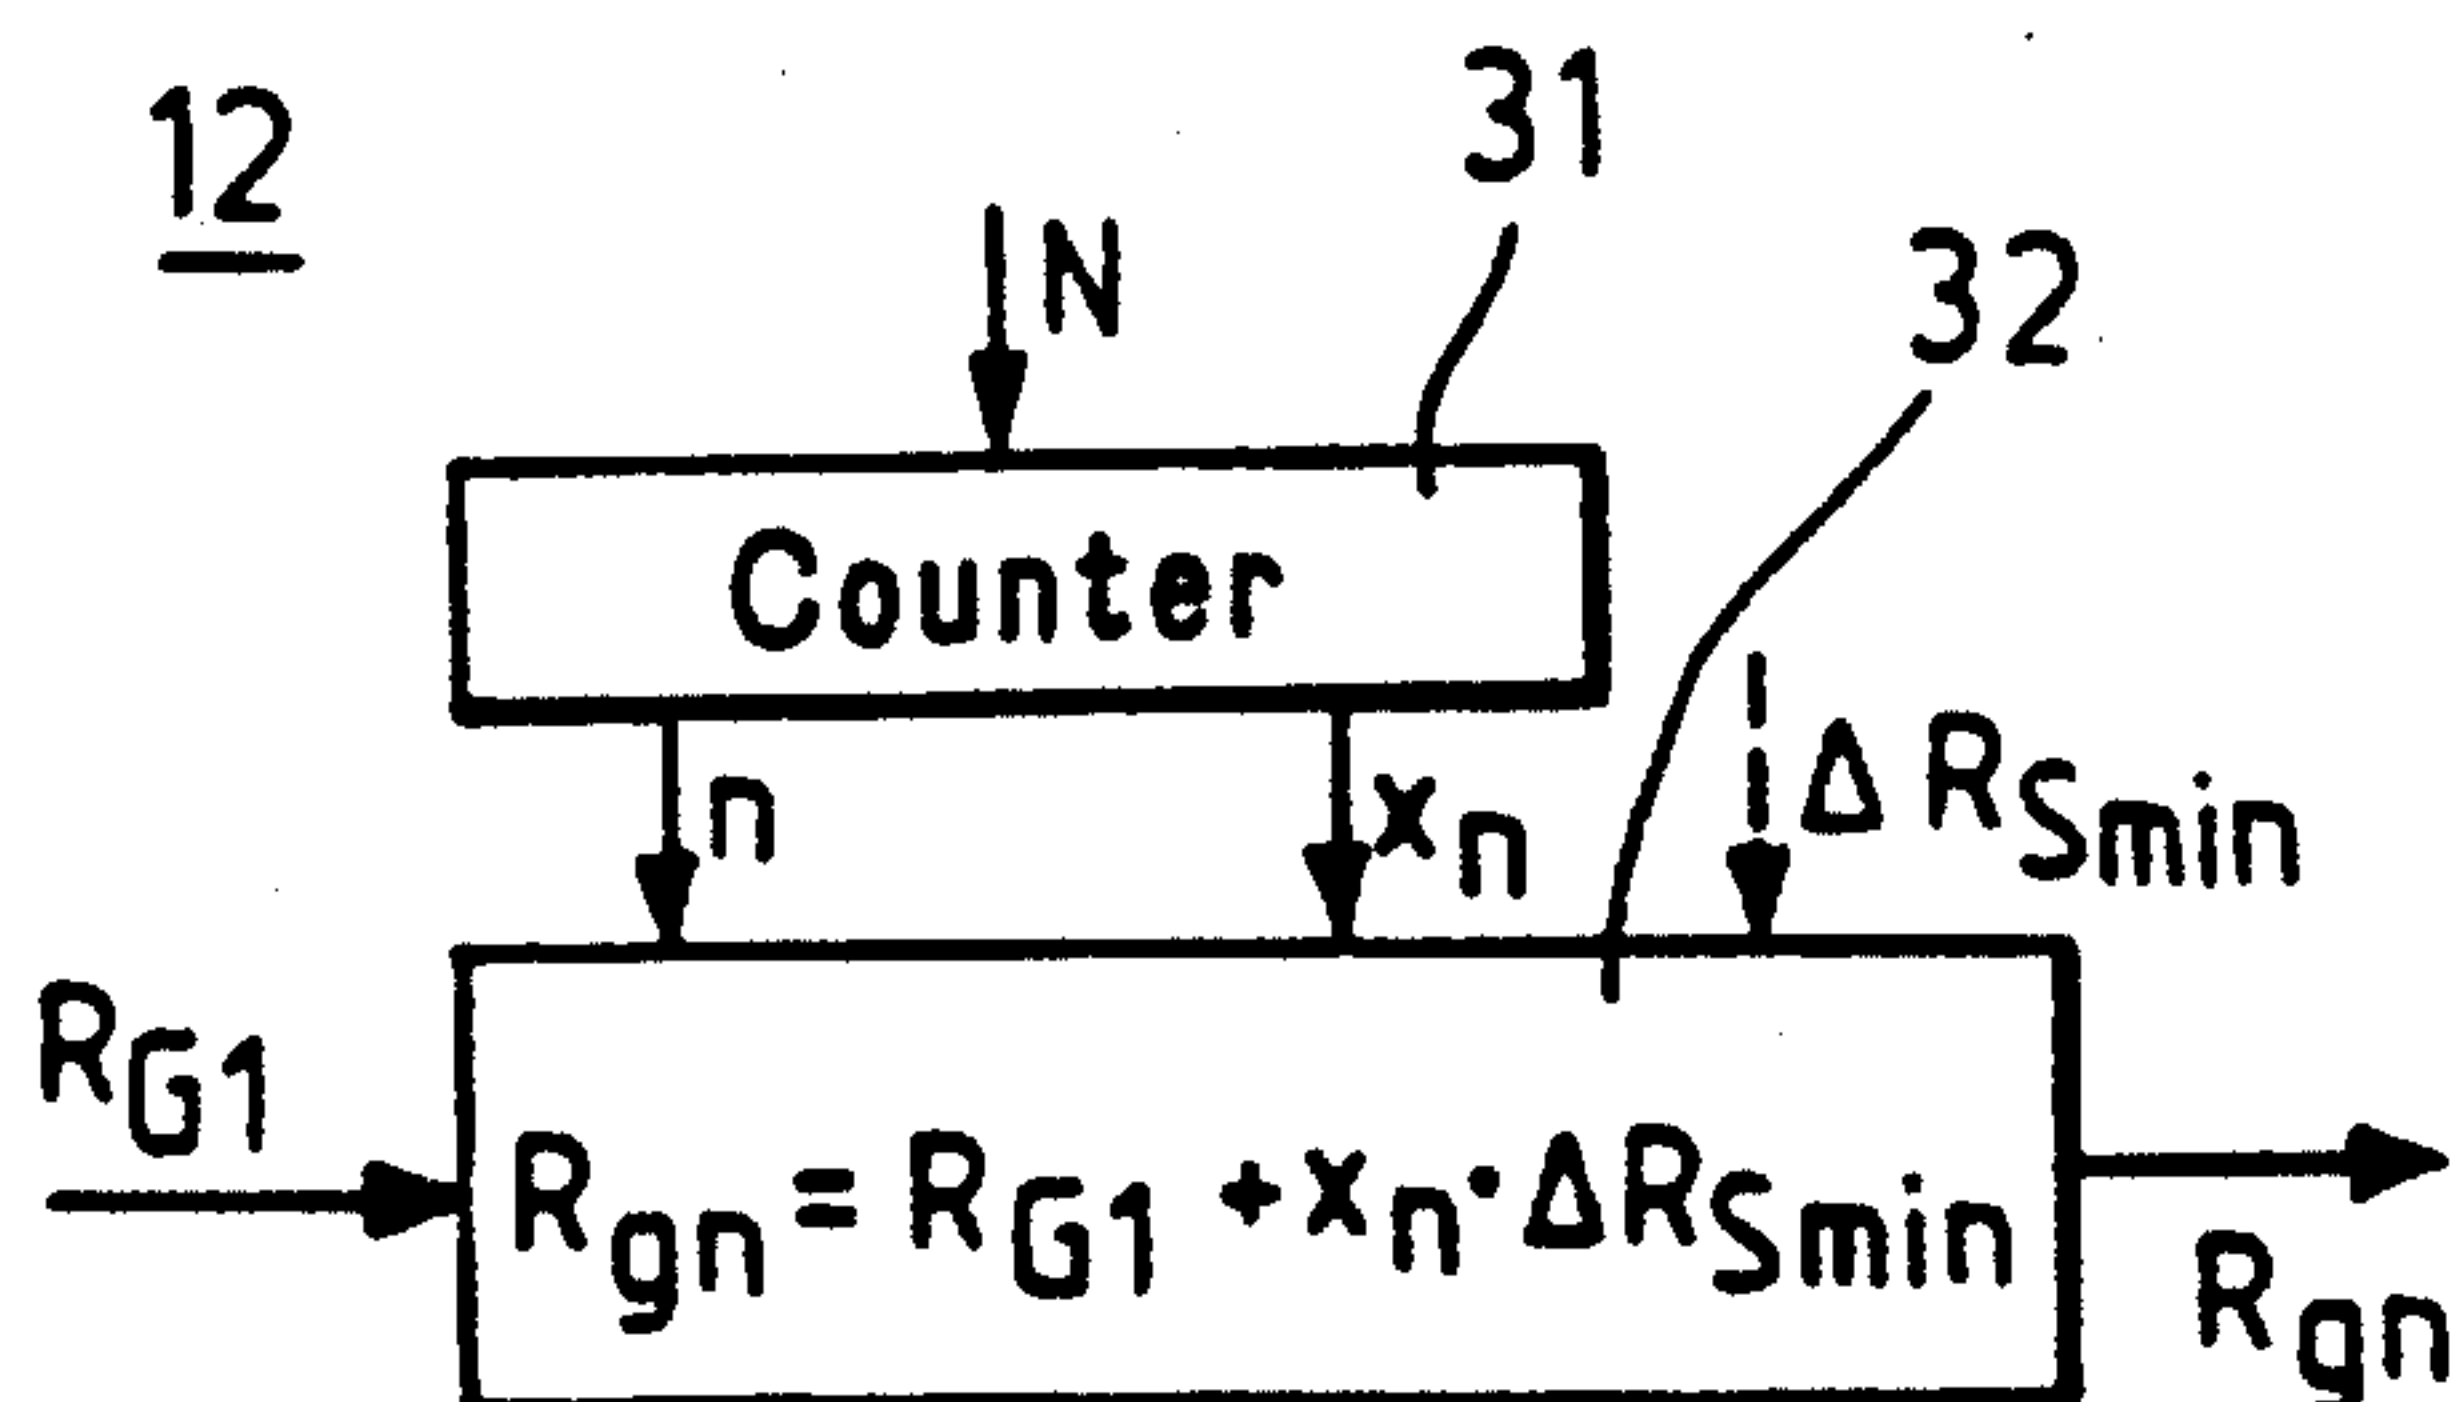 12
31
N
32
Counter
n
xn
ΔRSmin
RG1
Rgn = RG1 + xn · ΔRSmin
Rgn